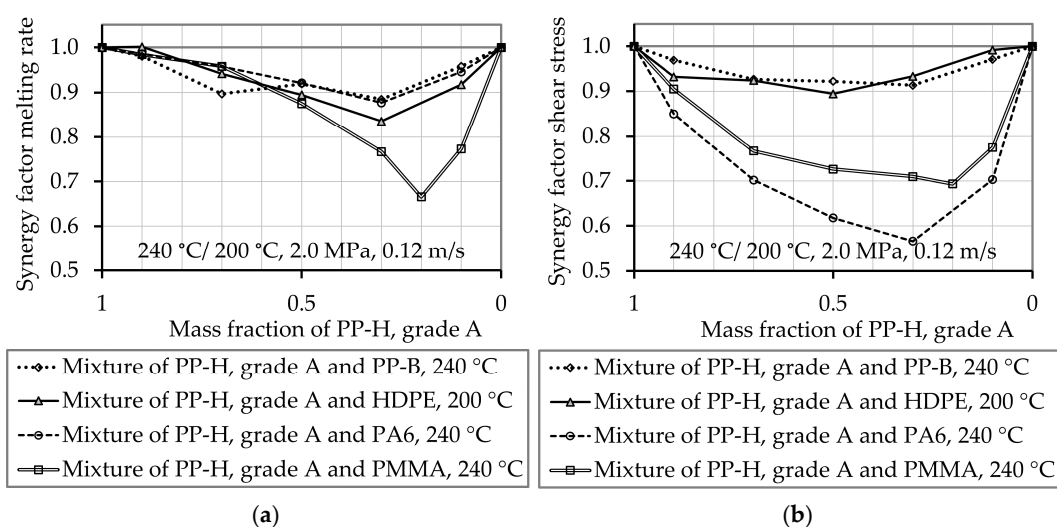 Synergy factor melting rate
1.0
0.9
0.8
0.7
0.6
0.5
240 °C/ 200 °C, 2.0 MPa, 0.12 m/s
1
0.5
0
Mass fraction of PP-H, grade A
Mixture of PP-H, grade A and PP-B, 240 °C
Mixture of PP-H, grade A and HDPE, 200 °C
Mixture of PP-H, grade A and PA6, 240 °C
Mixture of PP-H, grade A and PMMA, 240 °C
(a)
Synergy factor shear stress
1.0
0.9
0.8
0.7
0.6
0.5
240 °C/ 200 °C, 2.0 MPa, 0.12 m/s
1
0.5
0
Mass fraction of PP-H, grade A
Mixture of PP-H, grade A and PP-B, 240 °C
Mixture of PP-H, grade A and HDPE, 200 °C
Mixture of PP-H, grade A and PA6, 240 °C
Mixture of PP-H, grade A and PMMA, 240 °C
(b)